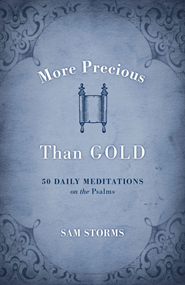 More Precious
Than GOLD
50 DAILY MEDITATIONS
on the Psalms
SAM STORMS